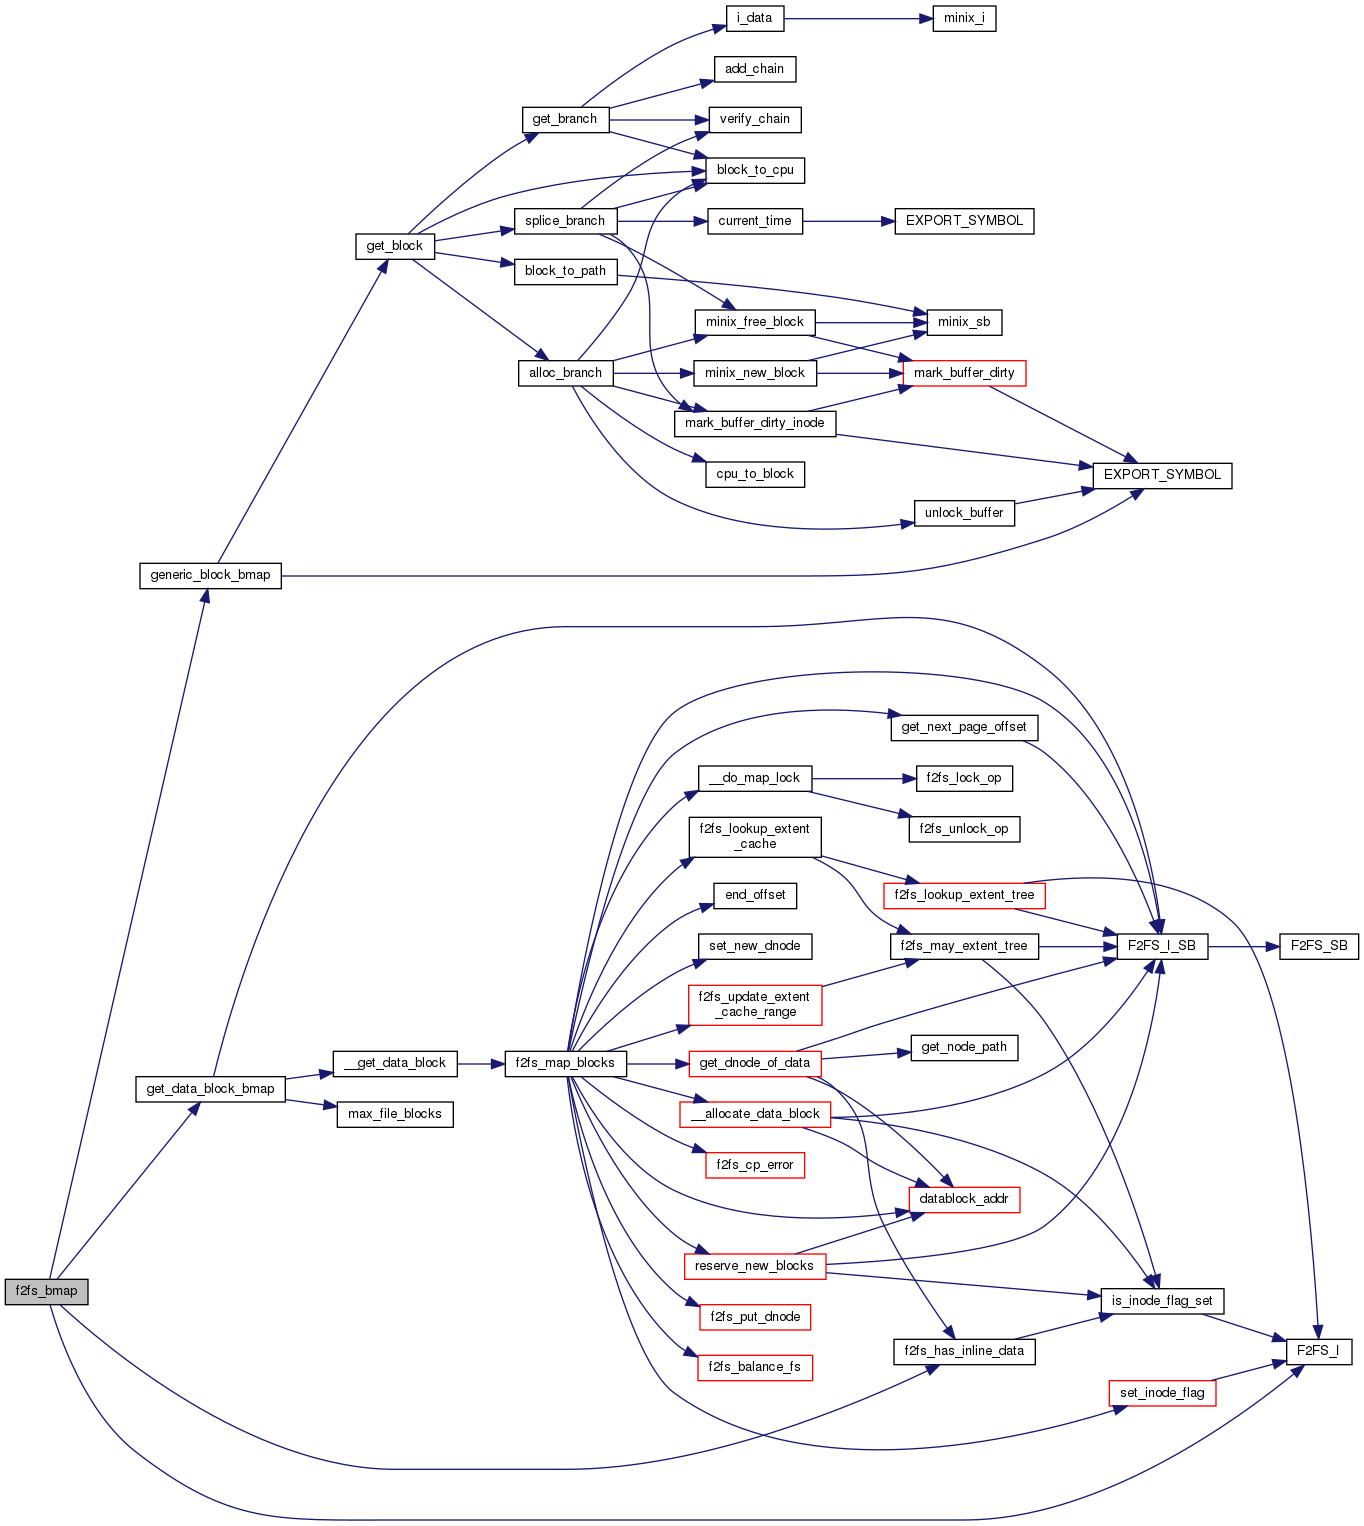 i_data
minix_i
add_chain
get_branch
verify_chain
block_to_cpu
splice_branch
current_time
EXPORT_SYMBOL
get_block
block_to_path
minix_free_block
minix_sb
alloc_branch
minix_new_block
mark_buffer_dirty
mark_buffer_dirty_inode
cpu_to_block
EXPORT_SYMBOL
unlock_buffer
generic_block_bmap
get_next_page_offset
__do_map_lock
f2fs_lock_op
f2fs_lookup_extent
_cache
f2fs_unlock_op
end_offset
f2fs_lookup_extent_tree
set_new_dnode
f2fs_may_extent_tree
F2FS_I_SB
F2FS_SB
f2fs_update_extent
_cache_range
get_node_path
__get_data_block
f2fs_map_blocks
get_dnode_of_data
get_data_block_bmap
max_file_blocks
__allocate_data_block
f2fs_cp_error
datablock_addr
reserve_new_blocks
f2fs_bmap
is_inode_flag_set
f2fs_put_dnode
f2fs_has_inline_data
F2FS_I
f2fs_balance_fs
set_inode_flag